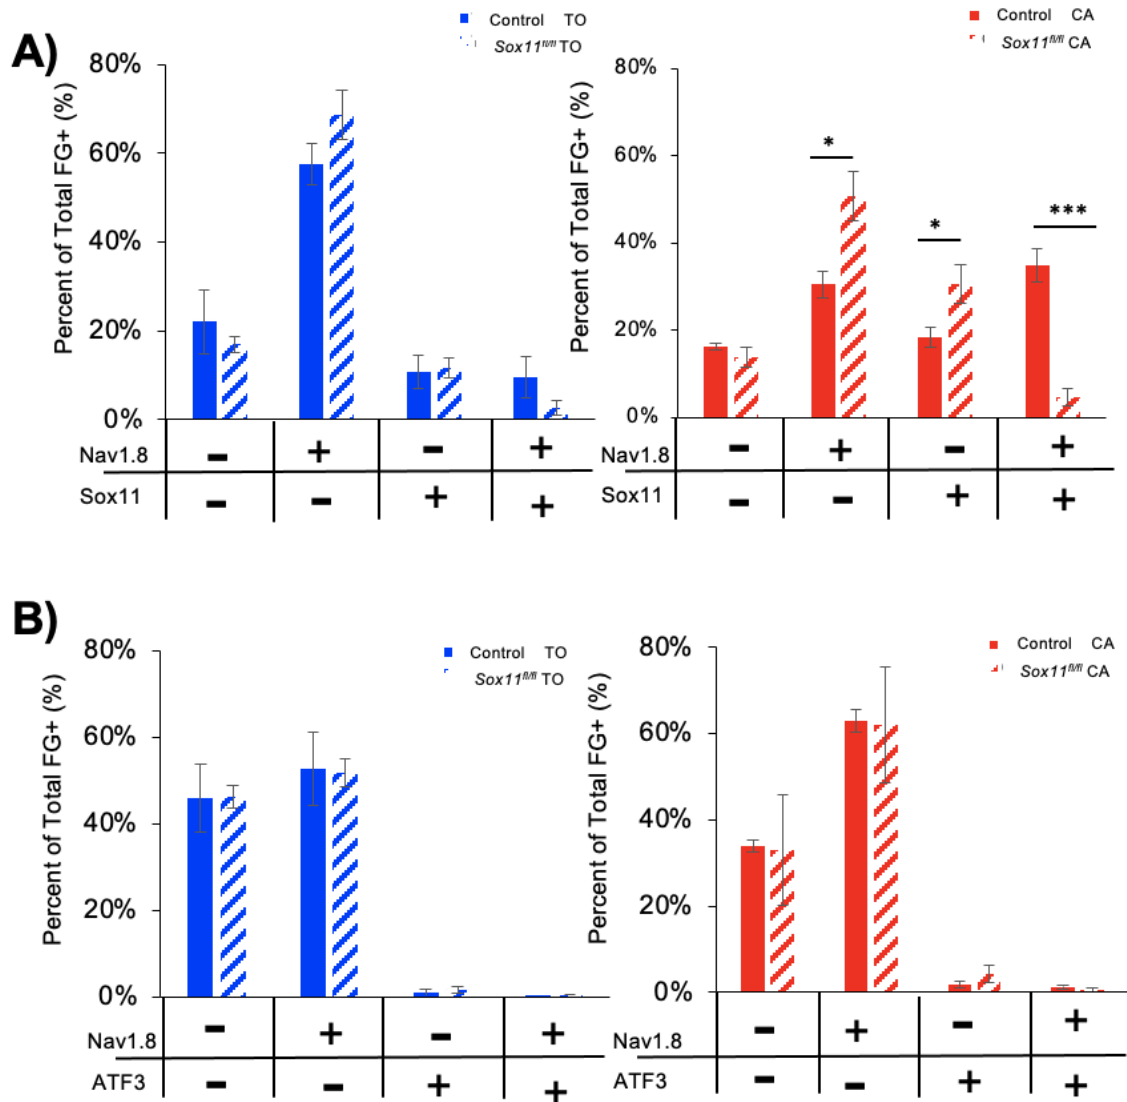 A)
Control TO
Sox11fl/fl TO
Percent of Total FG+ (%)
80%
60%
40%
20%
0%
Nav1.8 - + - +
Sox11 - - + +
Control CA
Sox11fl/fl CA
Percent of Total FG+ (%)
80%
60%
40%
20%
0%
*
*
***
Nav1.8 - + - +
Sox11 - - + +
B)
Control TO
Sox11fl/fl TO
Percent of Total FG+ (%)
80%
60%
40%
20%
0%
Nav1.8 - + - +
ATF3 - - + +
Control CA
Sox11fl/fl CA
Percent of Total FG+ (%)
80%
60%
40%
20%
0%
Nav1.8 - + - +
ATF3 - - + +